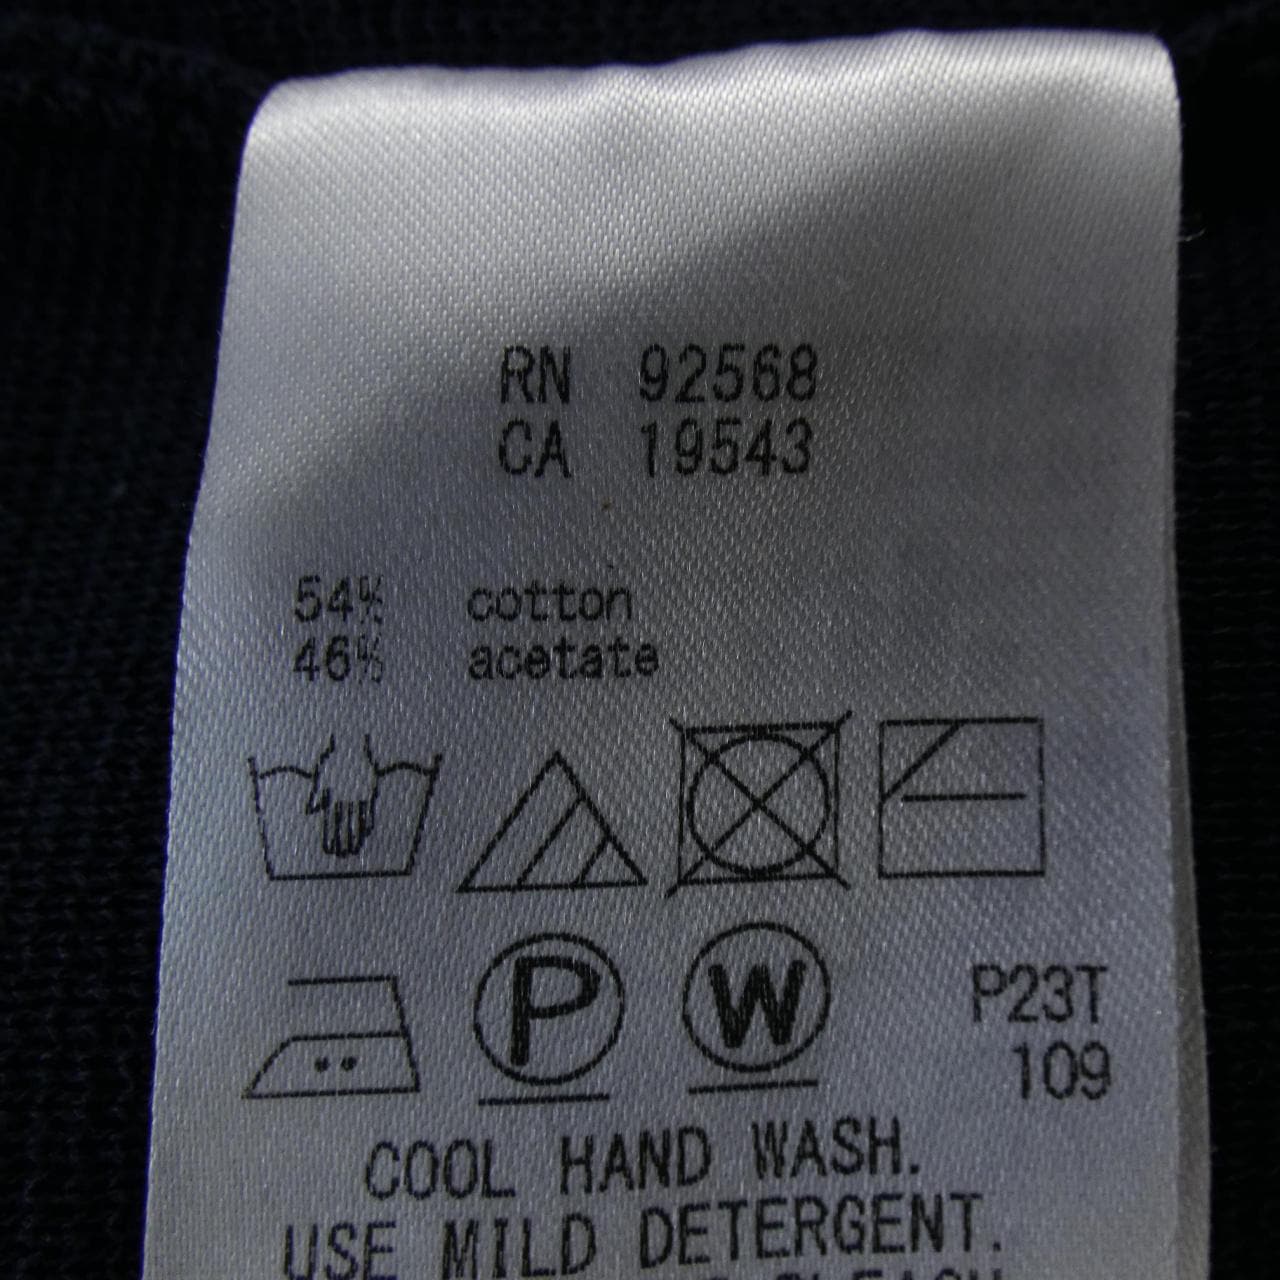 RN 92568
CA 19543
54% cotton
46% acetate
P W P23T
109
COOL HAND WASH.
USE MILD DETERGENT.